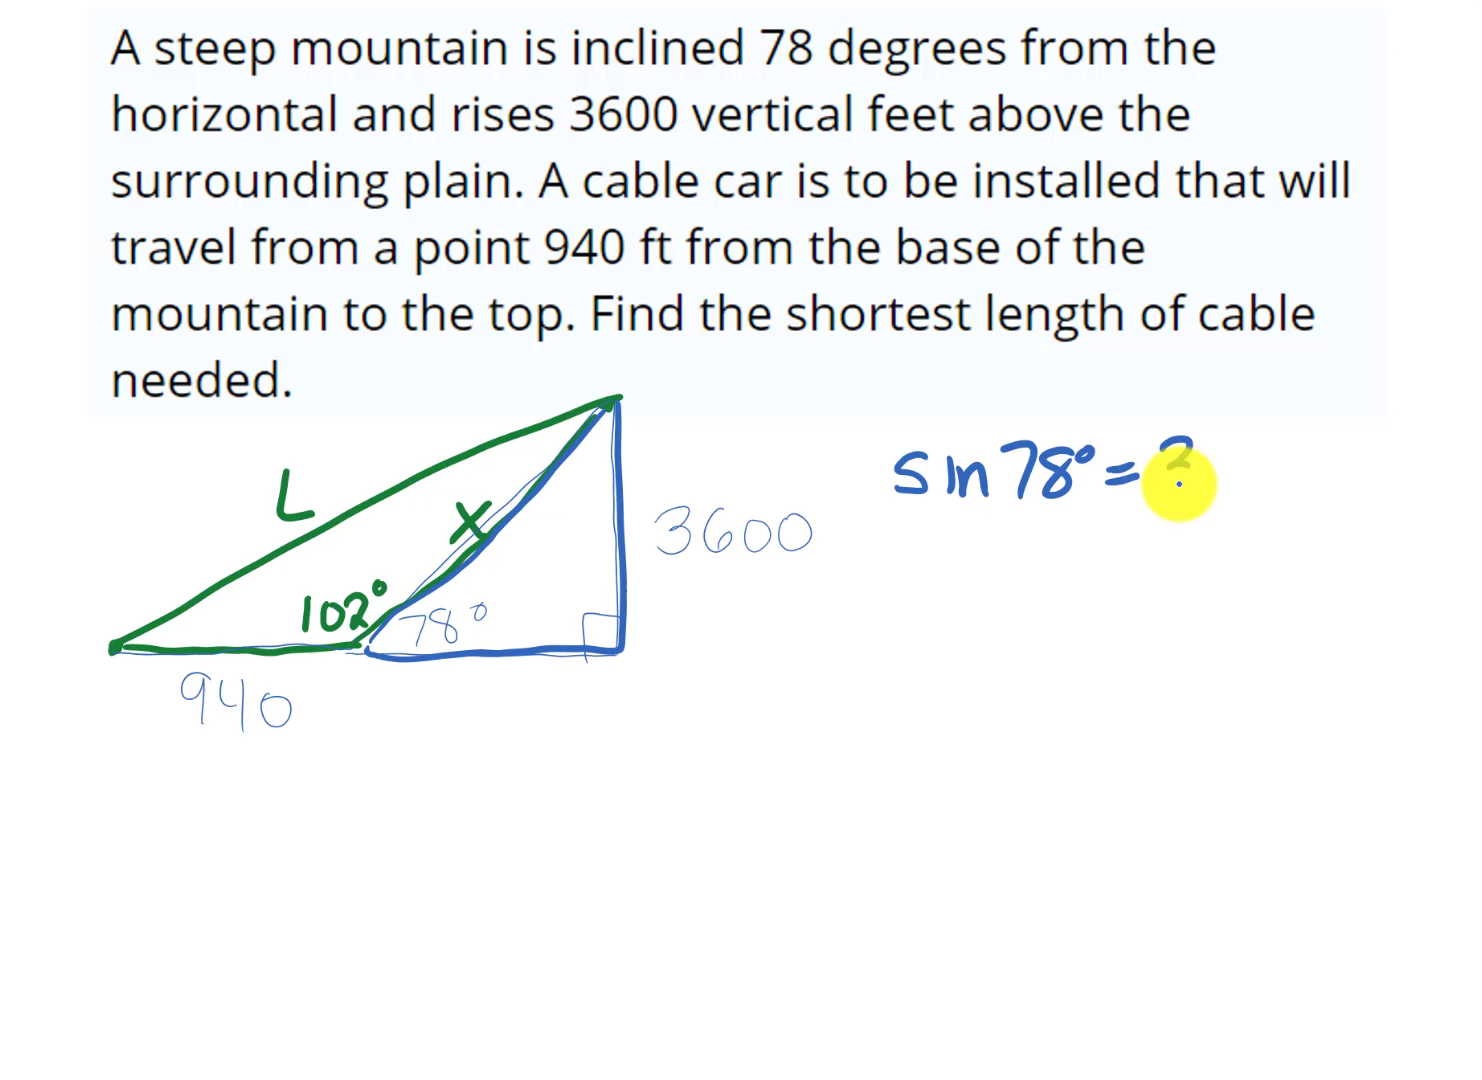 A steep mountain is inclined 78 degrees from the
horizontal and rises 3600 vertical feet above the
surrounding plain. A cable car is to be installed that will
travel from a point 940 ft from the base of the
mountain to the top. Find the shortest length of cable
needed.
sin 78° =
L
X
3600
102°
78°
940